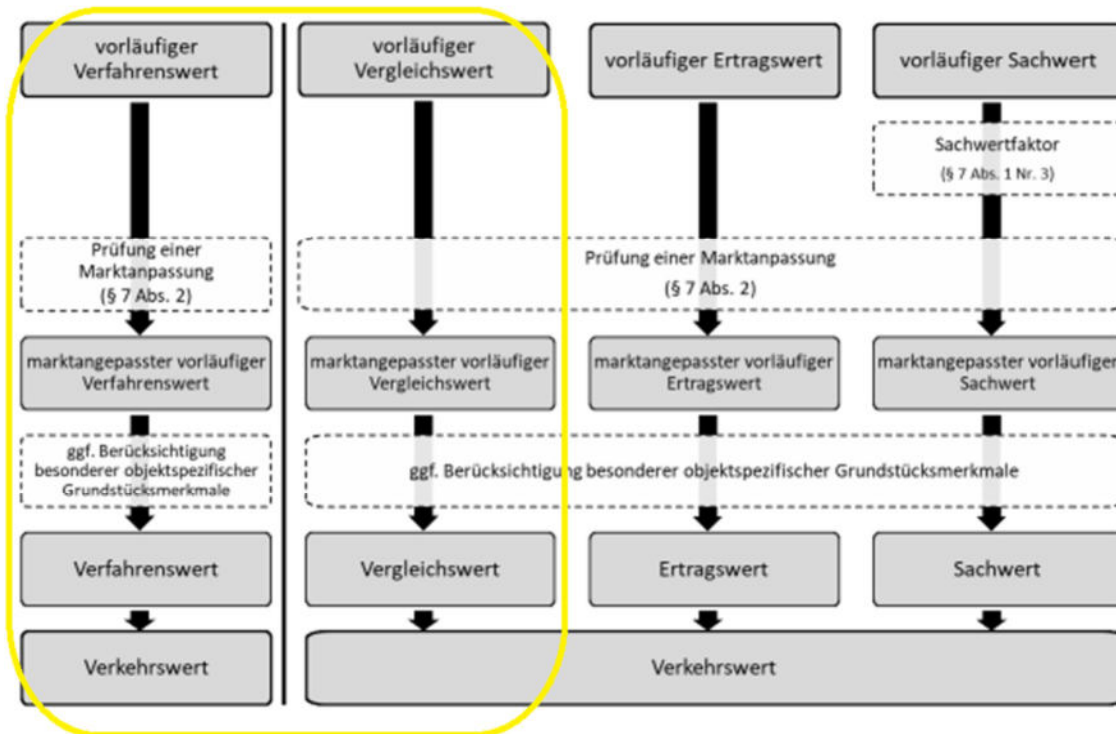 vorläufiger
Verfahrenswert
vorläufiger
Vergleichswert
vorläufiger Ertragswert
vorläufiger Sachwert
Sachwertfaktor
(§ 7 Abs. 1 Nr. 3)
Prüfung einer
Marktanpassung
(§ 7 Abs. 2)
Prüfung einer Marktanpassung
(§ 7 Abs. 2)
marktangepasster vorläufiger
Verfahrenswert
marktangepasster vorläufiger
Vergleichswert
marktangepasster vorläufiger
Ertragswert
marktangepasster vorläufiger
Sachwert
ggf. Berücksichtigung
besonderer objektspezifischer
Grundstücksmerkmale
ggf. Berücksichtigung besonderer objektspezifischer Grundstücksmerkmale
Verfahrenswert
Vergleichswert
Ertragswert
Sachwert
Verkehrswert
Verkehrswert